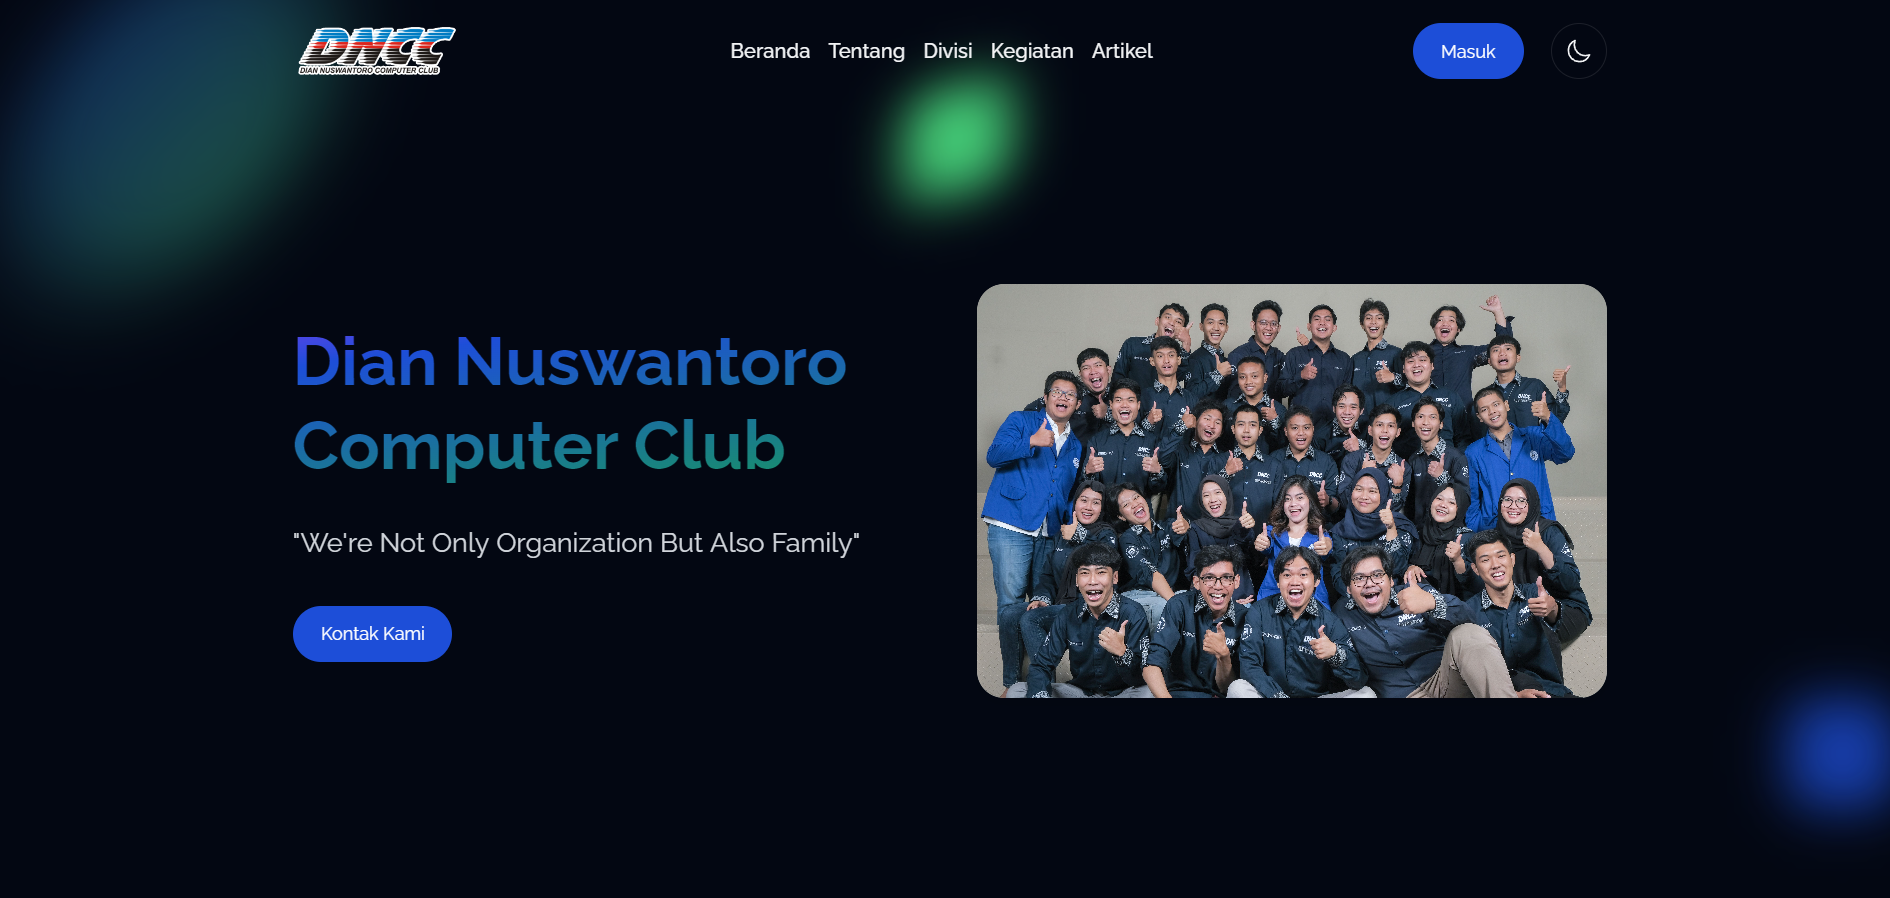 DNCC
DIAN NUSWANTORO COMPUTER CLUB
Beranda Tentang Divisi Kegiatan Artikel
Masuk
Dian Nuswantoro
Computer Club
"We're Not Only Organization But Also Family"
Kontak Kami